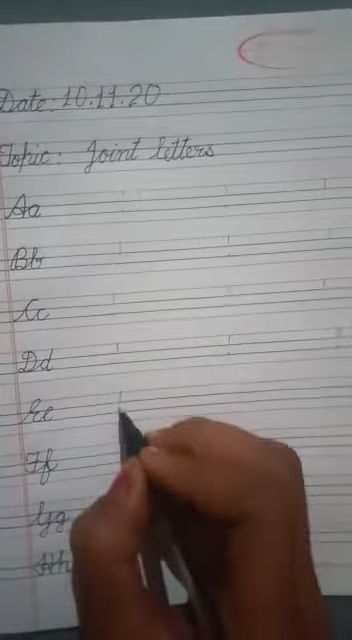 Date: 10.11.20
Topic: Joint letters
Aa
Bb
Cc
Dd
Ee
Ff
Gg
Hh